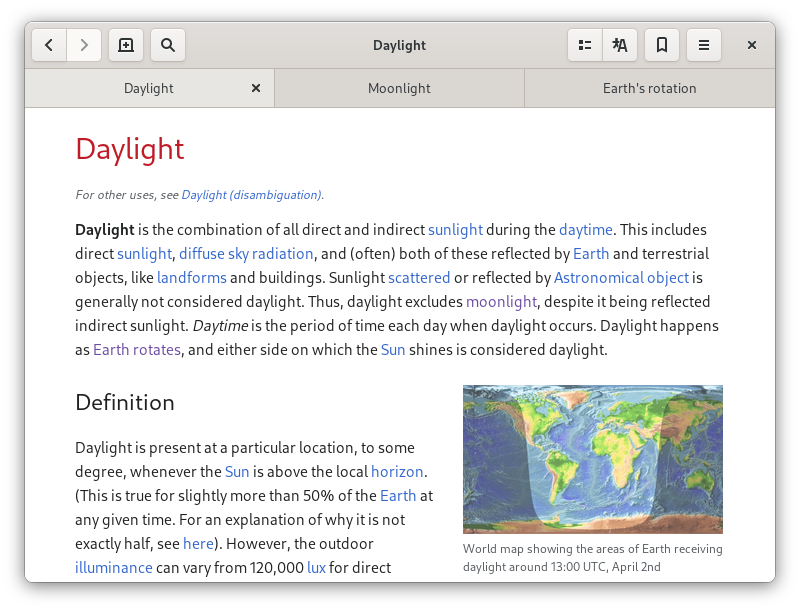 Daylight
Daylight
Moonlight
Earth's rotation
Daylight
For other uses, see Daylight (disambiguation).
Daylight is the combination of all direct and indirect sunlight during the daytime. This includes
direct sunlight, diffuse sky radiation, and (often) both of these reflected by Earth and terrestrial
objects, like landforms and buildings. Sunlight scattered or reflected by Astronomical object is
generally not considered daylight. Thus, daylight excludes moonlight, despite it being reflected
indirect sunlight. Daytime is the period of time each day when daylight occurs. Daylight happens
as Earth rotates, and either side on which the Sun shines is considered daylight.
Definition
Daylight is present at a particular location, to some
degree, whenever the Sun is above the local horizon.
(This is true for slightly more than 50% of the Earth at
any given time. For an explanation of why it is not
exactly half, see here). However, the outdoor
illuminance can vary from 120,000 lux for direct
World map showing the areas of Earth receiving
daylight around 13:00 UTC, April 2nd